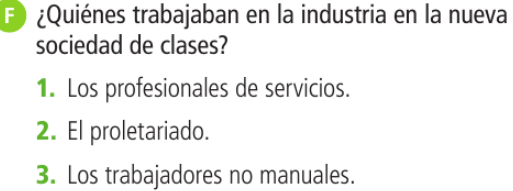 F ¿Quiénes trabajaban en la industria en la nueva
sociedad de clases?
1. Los profesionales de servicios.
2. El proletariado.
3. Los trabajadores no manuales.